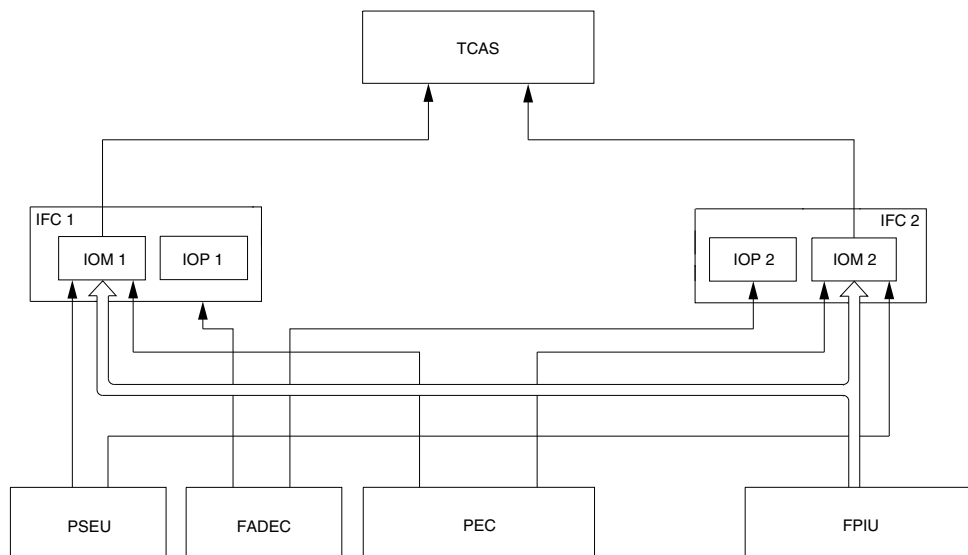 TCAS
IFC 1
IFC 2
IOM 1
IOP 1
IOP 2
IOM 2
PSEU
FADEC
PEC
FPIU